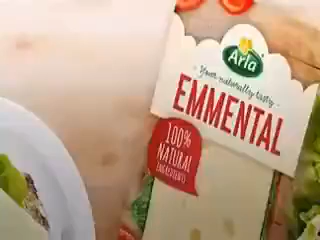 Arla
Your naturally tasty
EMMENTAL
100%
NATURAL
INGREDIENTS